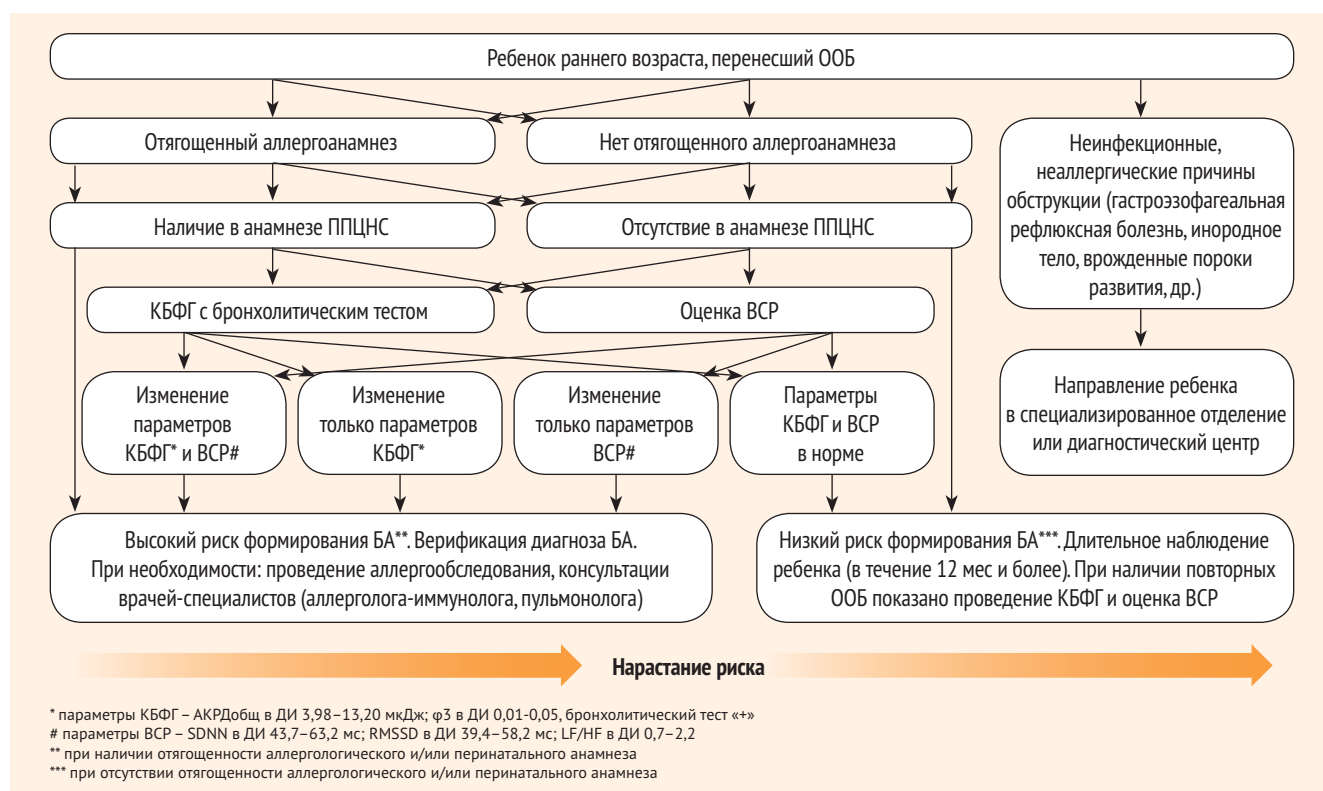 Ребенок раннего возраста, перенесший ООБ
Отягощенный аллергоанамнез
Нет отягощенного аллергоанамнеза
Неинфекционные,
неаллергические причины
обструкции (гастроэзофагеальная
рефлюксная болезнь, инородное
тело, врожденные пороки
развития, др.)
Наличие в анамнезе ППЦНС
Отсутствие в анамнезе ППЦНС
КБФГ с бронхолитическим тестом
Оценка ВСР
Изменение
параметров
КБФГ* и ВСР#
Изменение
только параметров
КБФГ*
Изменение
только параметров
ВСР#
Параметры
КБФГ и ВСР
в норме
Направление ребенка
в специализированное отделение
или диагностический центр
Высокий риск формирования БА**. Верификация диагноза БА.
При необходимости: проведение аллергообследования, консультации
врачей-специалистов (аллерголога-иммунолога, пульмонолога)
Низкий риск формирования БА***. Длительное наблюдение
ребенка (в течение 12 мес и более). При наличии повторных
ООБ показано проведение КБФГ и оценка ВСР
Нарастание риска
* параметры КБФГ – АКРДобщ в ДИ 3,98–13,20 мкДж; φ3 в ДИ 0,01-0,05, бронхолитический тест «+»
# параметры ВСР – SDNN в ДИ 43,7–63,2 мс; RMSSD в ДИ 39,4–58,2 мс; LF/HF в ДИ 0,7–2,2
** при наличии отягощенности аллергологического и/или перинатального анамнеза
*** при отсутствии отягощенности аллергологического и/или перинатального анамнеза